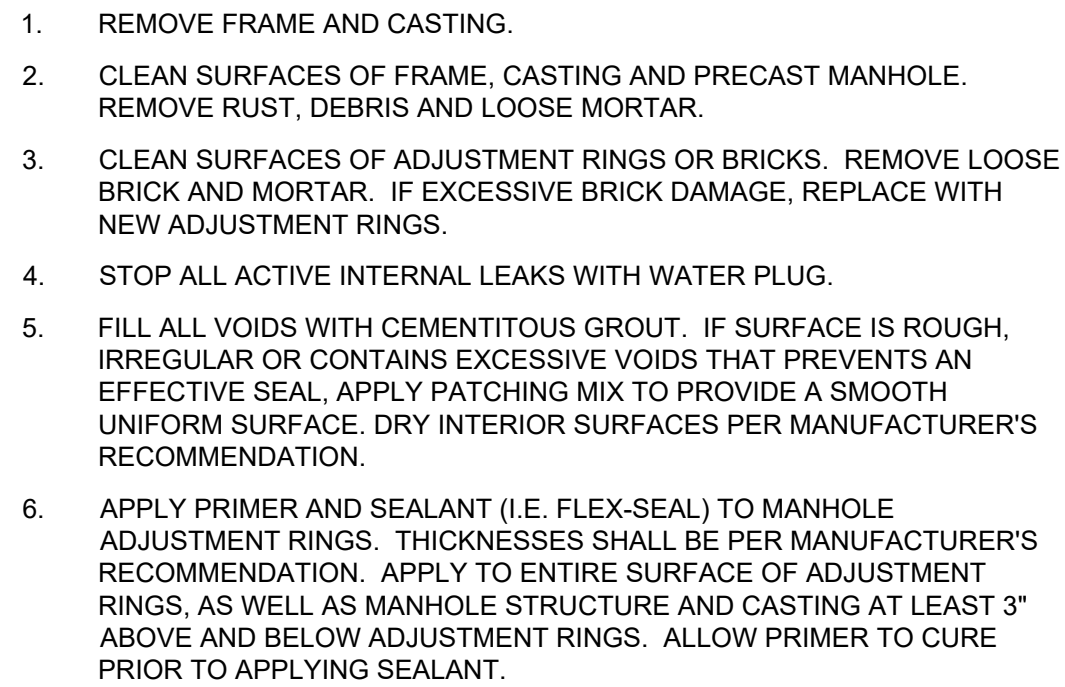 1. REMOVE FRAME AND CASTING.
2. CLEAN SURFACES OF FRAME, CASTING AND PRECAST MANHOLE.
REMOVE RUST, DEBRIS AND LOOSE MORTAR.
3. CLEAN SURFACES OF ADJUSTMENT RINGS OR BRICKS. REMOVE LOOSE
BRICK AND MORTAR. IF EXCESSIVE BRICK DAMAGE, REPLACE WITH
NEW ADJUSTMENT RINGS.
4. STOP ALL ACTIVE INTERNAL LEAKS WITH WATER PLUG.
5. FILL ALL VOIDS WITH CEMENTITOUS GROUT. IF SURFACE IS ROUGH,
IRREGULAR OR CONTAINS EXCESSIVE VOIDS THAT PREVENTS AN
EFFECTIVE SEAL, APPLY PATCHING MIX TO PROVIDE A SMOOTH
UNIFORM SURFACE. DRY INTERIOR SURFACES PER MANUFACTURER'S
RECOMMENDATION.
6. APPLY PRIMER AND SEALANT (I.E. FLEX-SEAL) TO MANHOLE
ADJUSTMENT RINGS. THICKNESSES SHALL BE PER MANUFACTURER'S
RECOMMENDATION. APPLY TO ENTIRE SURFACE OF ADJUSTMENT
RINGS, AS WELL AS MANHOLE STRUCTURE AND CASTING AT LEAST 3"
ABOVE AND BELOW ADJUSTMENT RINGS. ALLOW PRIMER TO CURE
PRIOR TO APPLYING SEALANT.